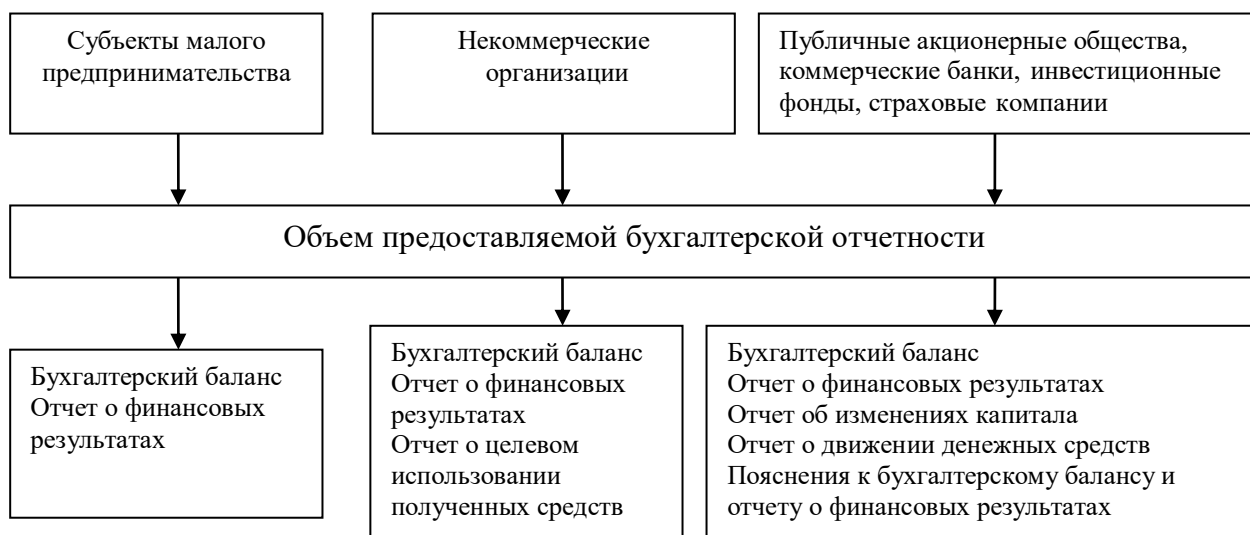 Субъекты малого
предпринимательства
Некоммерческие
организации
Публичные акционерные общества,
коммерческие банки, инвестиционные
фонды, страховые компании
Объем предоставляемой бухгалтерской отчетности
Бухгалтерский баланс
Отчет о финансовых
результатах
Бухгалтерский баланс
Отчет о финансовых
результатах
Отчет о целевом
использовании
полученных средств
Бухгалтерский баланс
Отчет о финансовых результатах
Отчет об изменениях капитала
Отчет о движении денежных средств
Пояснения к бухгалтерскому балансу и
отчету о финансовых результатах